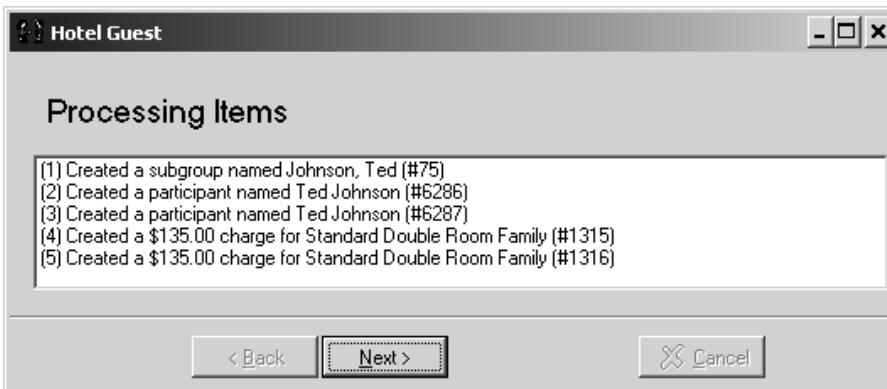 Hotel Guest
Processing Items
(1) Created a subgroup named Johnson, Ted (#75)
(2) Created a participant named Ted Johnson (#6286)
(3) Created a participant named Ted Johnson (#6287)
(4) Created a $135.00 charge for Standard Double Room Family (#1315)
(5) Created a $135.00 charge for Standard Double Room Family (#1316)
< Back Next > Cancel